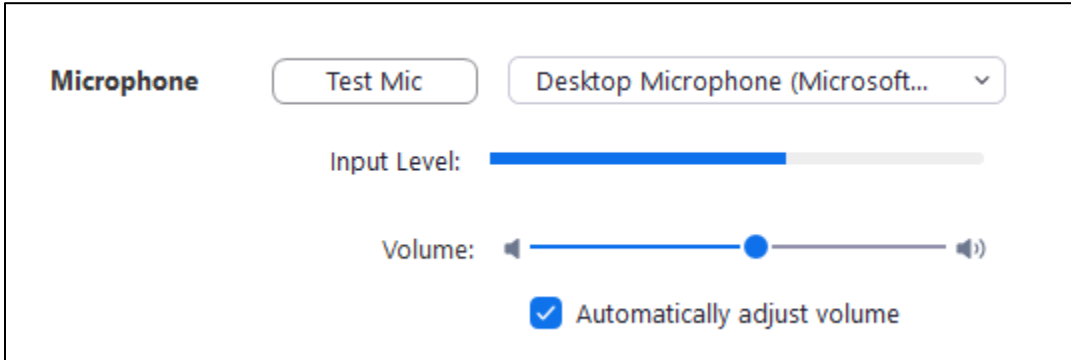 Microphone Test Mic Desktop Microphone (Microsoft...
Input Level:
Volume:
Automatically adjust volume